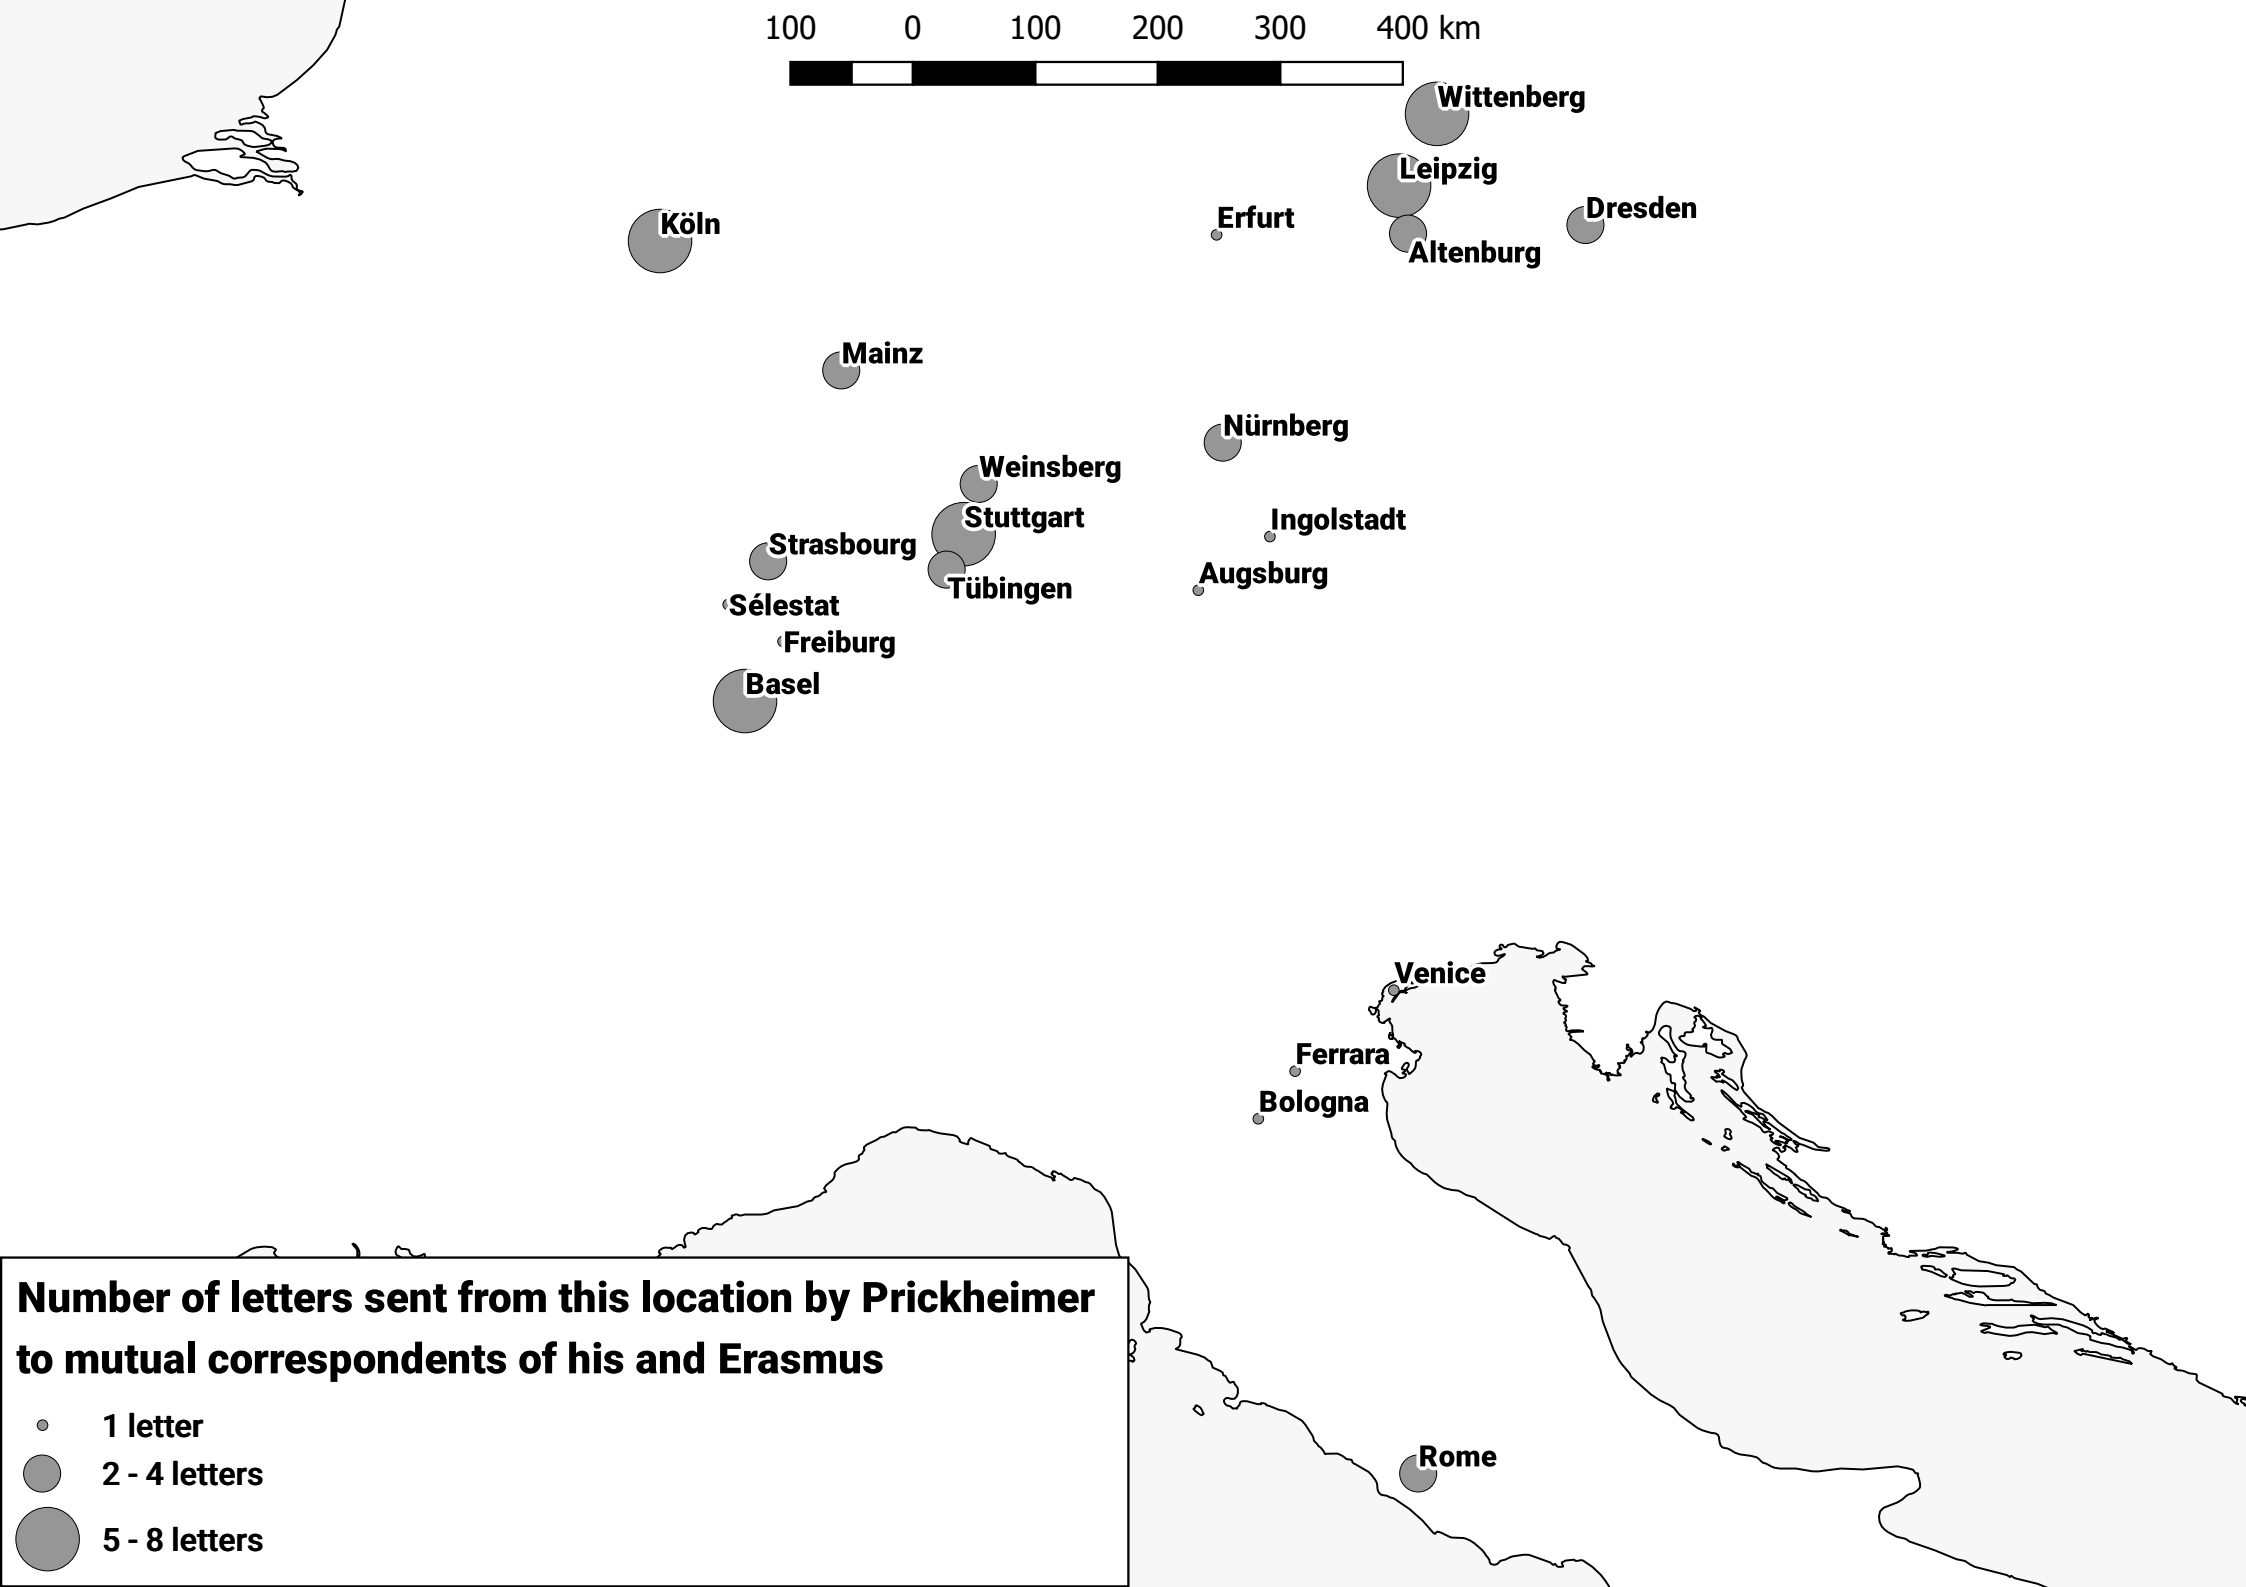 100 0 100 200 300 400 km
Wittenberg
Leipzig
Dresden
Erfurt
Köln
Altenburg
Mainz
Nürnberg
Weinsberg
Stuttgart
Ingolstadt
Strasbourg
Augsburg
Tübingen
Sélestat
Freiburg
Basel
Venice
Ferrara
Bologna
Number of letters sent from this location by Prickheimer
to mutual correspondents of his and Erasmus
1 letter
2 - 4 letters
5 - 8 letters
Rome